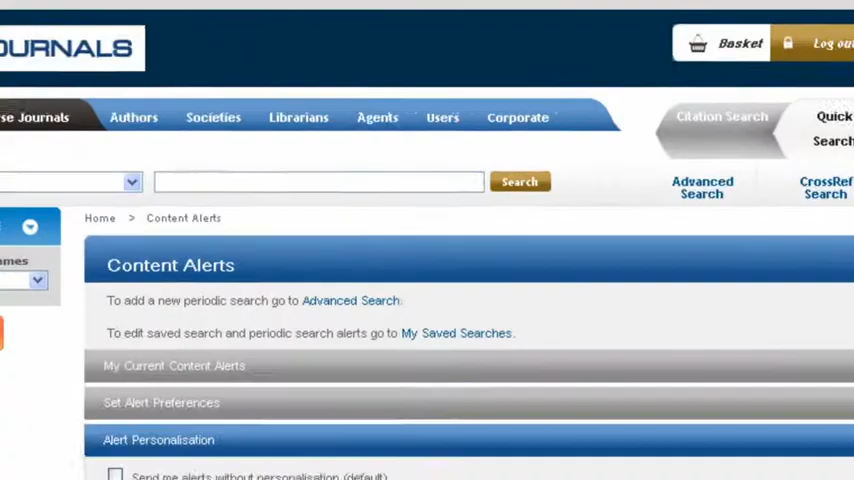 OURNALS
Basket
Log out
se Journals Authors Societies Librarians Agents Users Corporate
Citation Search
Quick
Search
Search
Advanced
Search
CrossRef
Search
Home > Content Alerts
ames
Content Alerts
To add a new periodic search go to Advanced Search.
To edit saved search and periodic search alerts go to My Saved Searches.
My Current Content Alerts
Set Alert Preferences
Alert Personalisation
Send me alerts without personalisation (default)